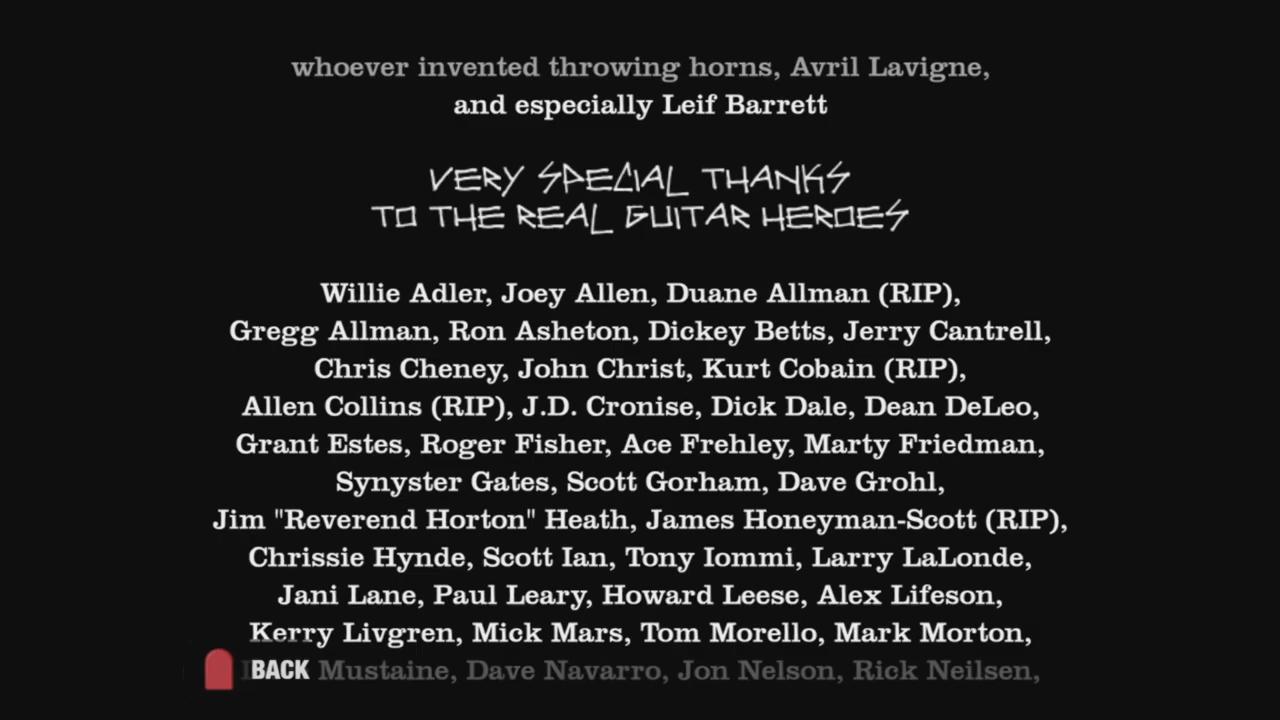 whoever invented throwing horns, Avril Lavigne,
and especially Leif Barrett
VERY SPECIAL THANKS
TO THE REAL GUITAR HEROES
Willie Adler, Joey Allen, Duane Allman (RIP),
Gregg Allman, Ron Asheton, Dickey Betts, Jerry Cantrell,
Chris Cheney, John Christ, Kurt Cobain (RIP),
Allen Collins (RIP), J.D. Cronise, Dick Dale, Dean DeLeo,
Grant Estes, Roger Fisher, Ace Frehley, Marty Friedman,
Synyster Gates, Scott Gorham, Dave Grohl,
Jim "Reverend Horton" Heath, James Honeyman-Scott (RIP),
Chrissie Hynde, Scott Ian, Tony Iommi, Larry LaLonde,
Jani Lane, Paul Leary, Howard Leese, Alex Lifeson,
Kerry Livgren, Mick Mars, Tom Morello, Mark Morton,
Mustaine, Dave Navarro, Jon Nelson, Rick Neilsen,
BACK